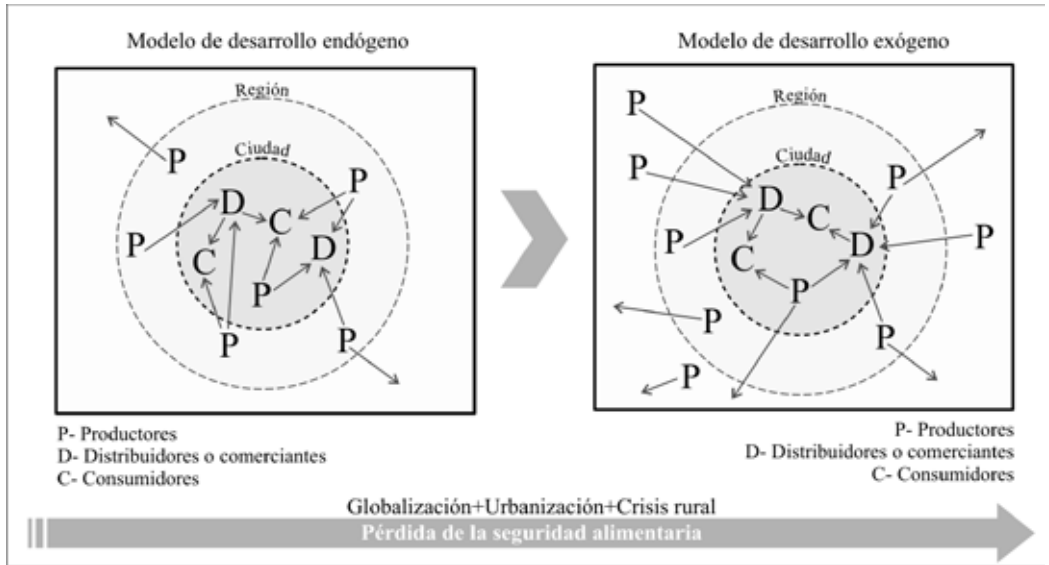 Modelo de desarrollo endógeno
Región
Ciudad
P
P
D
C
P
C
D
P
P
P
P- Productores
D- Distribuidores o comerciantes
C- Consumidores
Modelo de desarrollo exógeno
Región
Ciudad
P
P
P
D
C
P
P
C
D
P
P
P
P
P- Productores
D- Distribuidores o comerciantes
C- Consumidores
Globalización+Urbanización+Crisis rural
Pérdida de la seguridad alimentaria